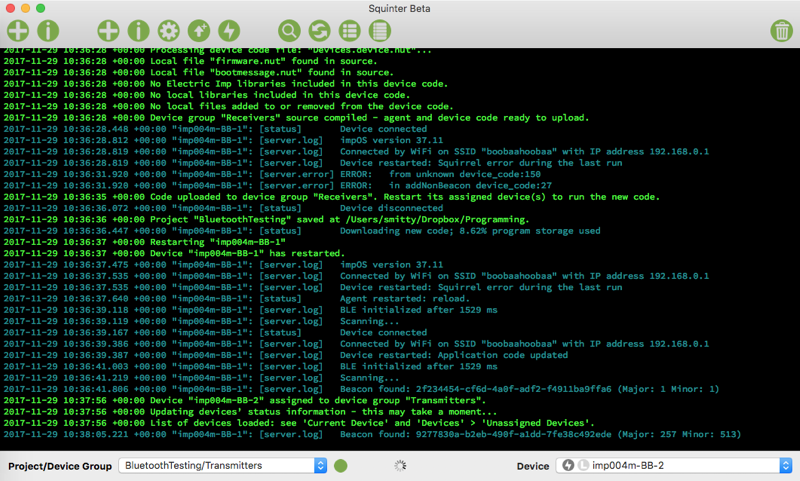 Squinter Beta
2017-11-29 10:36:28 +00:00 Processing device code file: "Devices.device.nut"...
2017-11-29 10:36:28 +00:00 Local file "firmware.nut" found in source.
2017-11-29 10:36:28 +00:00 Local file "bootmessage.nut" found in source.
2017-11-29 10:36:28 +00:00 No Electric Imp libraries included in this device code.
2017-11-29 10:36:28 +00:00 No local libraries included in this device code.
2017-11-29 10:36:28 +00:00 No local files added to or removed from the device code.
2017-11-29 10:36:28 +00:00 Device group "Receivers" source compiled - agent and device code ready to upload.
2017-11-29 10:36:28.448 +00:00 "imp004m-BB-1": [status] Device connected
2017-11-29 10:36:28.812 +00:00 "imp004m-BB-1": [server.log] impOS version 37.11
2017-11-29 10:36:28.819 +00:00 "imp004m-BB-1": [server.log] Connected by WiFi on SSID "boobaahoobaa" with IP address 192.168.0.1
2017-11-29 10:36:28.819 +00:00 "imp004m-BB-1": [server.log] Device restarted: Squirrel error during the last run
2017-11-29 10:36:31.920 +00:00 "imp004m-BB-1": [server.error] ERROR: from unknown device_code:150
2017-11-29 10:36:31.920 +00:00 "imp004m-BB-1": [server.error] ERROR: in addNonBeacon device_code:27
2017-11-29 10:36:35 +00:00 Code uploaded to device group "Receivers". Restart its assigned device(s) to run the new code.
2017-11-29 10:36:36.072 +00:00 "imp004m-BB-1": [status] Device disconnected
2017-11-29 10:36:36 +00:00 Project "BluetoothTesting" saved at /Users/smitty/Dropbox/Programming.
2017-11-29 10:36:36.447 +00:00 "imp004m-BB-1": [status] Downloading new code; 8.62% program storage used
2017-11-29 10:36:37 +00:00 Restarting "imp004m-BB-1"
2017-11-29 10:36:37 +00:00 Device "imp004m-BB-1" has restarted.
2017-11-29 10:36:37.475 +00:00 "imp004m-BB-1": [server.log] impOS version 37.11
2017-11-29 10:36:37.535 +00:00 "imp004m-BB-1": [server.log] Connected by WiFi on SSID "boobaahoobaa" with IP address 192.168.0.1
2017-11-29 10:36:37.535 +00:00 "imp004m-BB-1": [server.log] Device restarted: Squirrel error during the last run
2017-11-29 10:36:37.640 +00:00 "imp004m-BB-1": [status] Agent restarted: reload.
2017-11-29 10:36:39.118 +00:00 "imp004m-BB-1": [server.log] BLE initialized after 1529 ms
2017-11-29 10:36:39.119 +00:00 "imp004m-BB-1": [server.log] Scanning...
2017-11-29 10:36:39.167 +00:00 "imp004m-BB-1": [status] Device connected
2017-11-29 10:36:39.386 +00:00 "imp004m-BB-1": [server.log] Connected by WiFi on SSID "boobaahoobaa" with IP address 192.168.0.1
2017-11-29 10:36:39.387 +00:00 "imp004m-BB-1": [server.log] Device restarted: Application code updated
2017-11-29 10:36:41.003 +00:00 "imp004m-BB-1": [server.log] BLE initialized after 1529 ms
2017-11-29 10:36:41.219 +00:00 "imp004m-BB-1": [server.log] Scanning...
2017-11-29 10:36:41.806 +00:00 "imp004m-BB-1": [server.log] Beacon found: 2f234454-cf6d-4a0f-adf2-f4911ba9ffa6 (Major: 1 Minor: 1)
2017-11-29 10:37:56 +00:00 Device "imp004m-BB-2" assigned to device group "Transmitters".
2017-11-29 10:37:56 +00:00 Updating devices' status information - this may take a moment...
2017-11-29 10:37:56 +00:00 List of devices loaded: see 'Current Device' and 'Devices' > 'Unassigned Devices'.
2017-11-29 10:38:05.221 +00:00 "imp004m-BB-1": [server.log] Beacon found: 9277830a-b2eb-490f-a1dd-7fe38c492ede (Major: 257 Minor: 513)
Project/Device Group BluetoothTesting/Transmitters Device L imp004m-BB-2